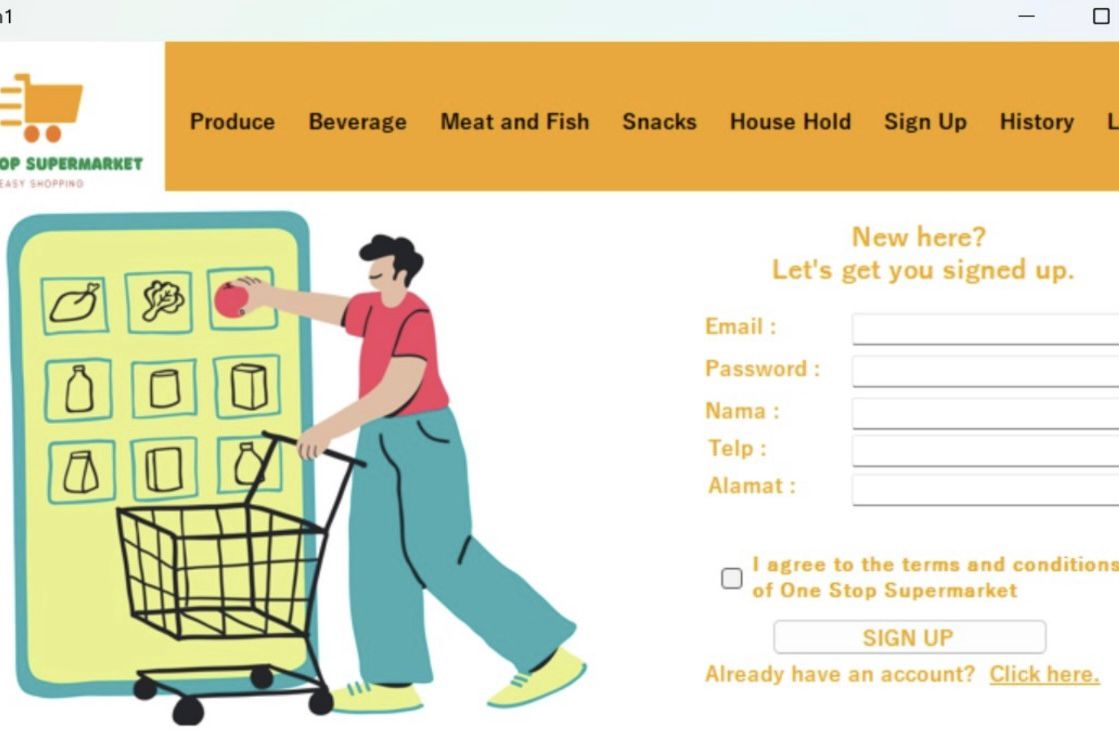 Produce Beverage Meat and Fish Snacks House Hold Sign Up History
OP SUPERMARKET
EASY SHOPPING
New here?
Let's get you signed up.
Email :
Password :
Nama :
Telp :
Alamat :
I agree to the terms and conditions
of One Stop Supermarket
SIGN UP
Already have an account? Click here.